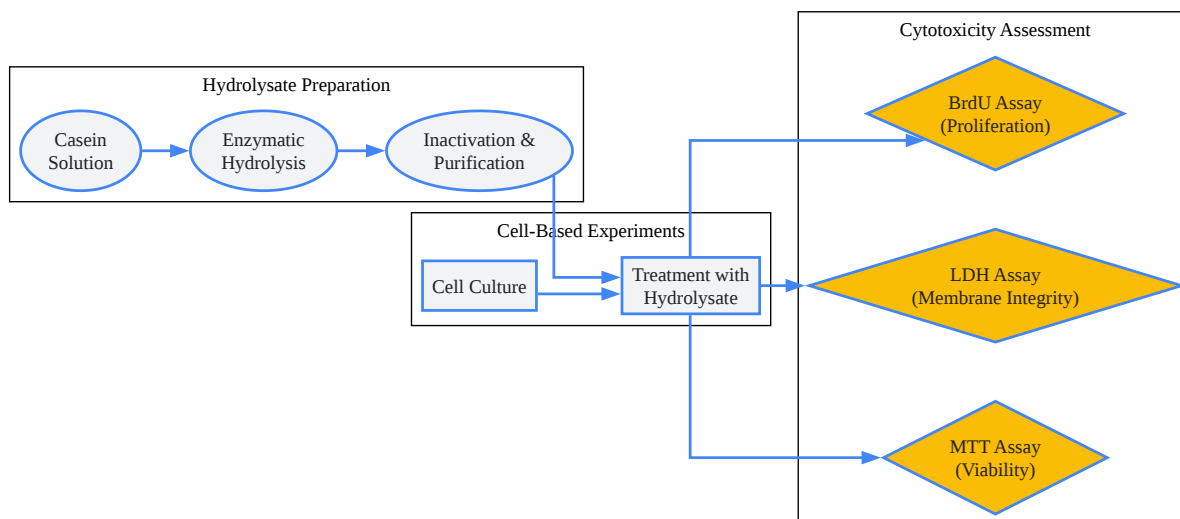 Cytotoxicity Assessment
Hydrolysate Preparation
Casein
Solution
Enzymatic
Hydrolysis
Inactivation &
Purification
BrdU Assay
(Proliferation)
Cell-Based Experiments
Cell Culture
Treatment with
Hydrolysate
LDH Assay
(Membrane Integrity)
MTT Assay
(Viability)